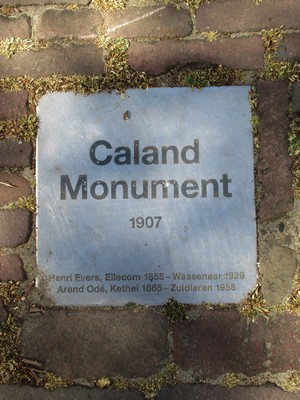 Caland
Monument
1907
Henri Evers, Ellecom 1855 – Wassenaar 1929
Arend Odé, Kethel 1865 – Zuidlaren 1955